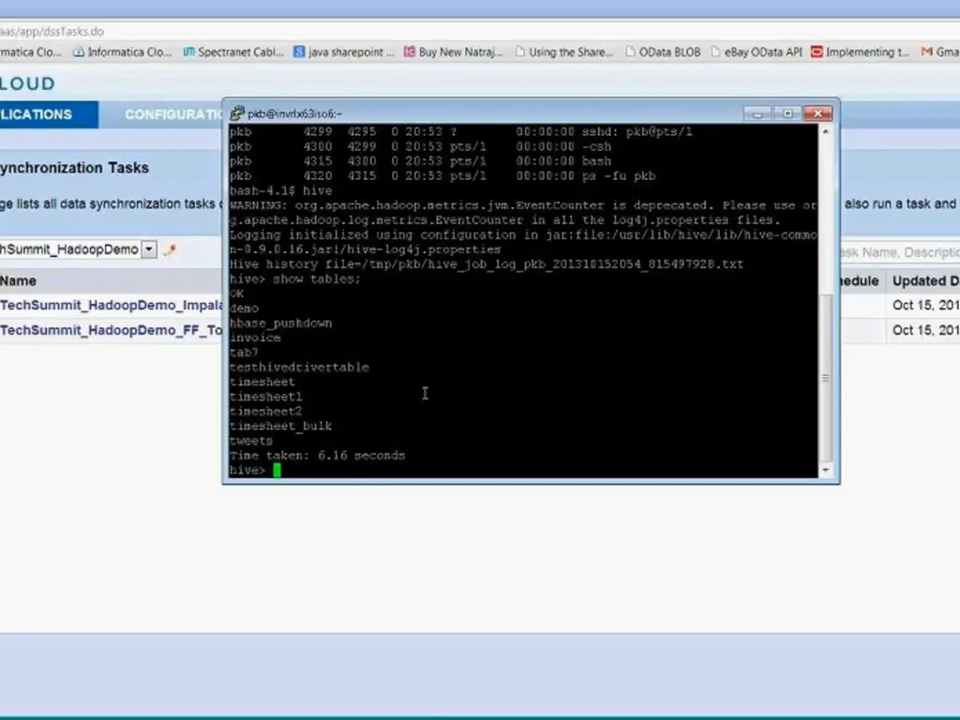 aas/app/dssTasks.do
rmatica Clo... Informatica Clo... Spectranet Cabl... java sharepoint ... Buy New Natraj... Using the Share... OData BLOB eBay OData API Implementing t... Gma
LOUD
PLICATIONS CONFIGURATI
ynchronization Tasks
ge lists all data synchronization tasks
also run a task and
hSummit_HadoopDemo
ask Name, Descriptio
Name
hedule Updated D
TechSummit_HadoopDemo_Impala
Oct 15, 201
TechSummit_HadoopDemo_FF_To
Oct 15, 201
pkb@invrlx63iso6:~
pkb 4299 4295 0 20:53 ? 00:00:00 sshd: pkb@pts/1
pkb 4300 4299 0 20:53 pts/1 00:00:00 -csh
pkb 4315 4300 0 20:53 pts/1 00:00:00 bash
pkb 4320 4315 0 20:53 pts/1 00:00:00 ps -fu pkb
bash-4.1$ hive
WARNING: org.apache.hadoop.metrics.jvm.EventCounter is deprecated. Please use or
g.apache.hadoop.log.metrics.EventCounter in all the log4j.properties files.
Logging initialized using configuration in jar:file:/usr/lib/hive/lib/hive-commo
n-0.9.0.16.jar!/hive-log4j.properties
Hive history file=/tmp/pkb/hive_job_log_pkb_201310152054_815497928.txt
hive> show tables;
OK
demo
hbase_pushdown
invoice
tab7
testhivedrivertable
timesheet
timesheet1
timesheet2
timesheet_bulk
tweets
Time taken: 6.16 seconds
hive>